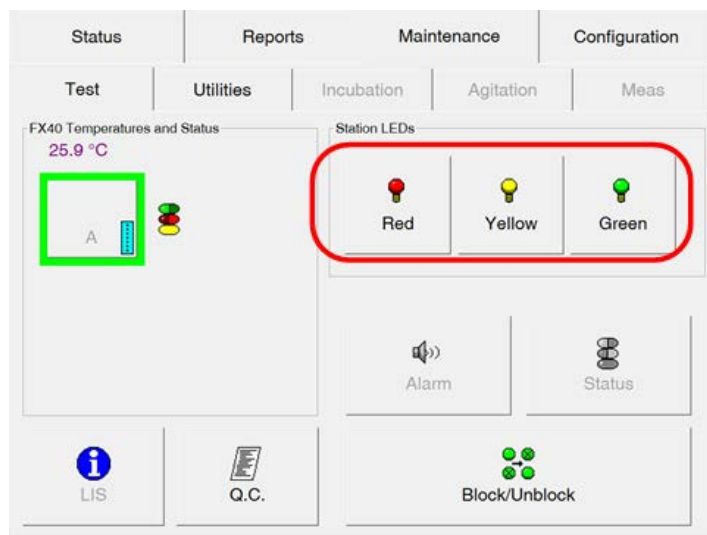 Status Reports Maintenance Configuration
Test Utilities Incubation Agitation Meas
FX40 Temperatures and Status
25.9 °C
A
Station LEDs
Red Yellow Green
Alarm Status
LIS Q.C. Block/Unblock